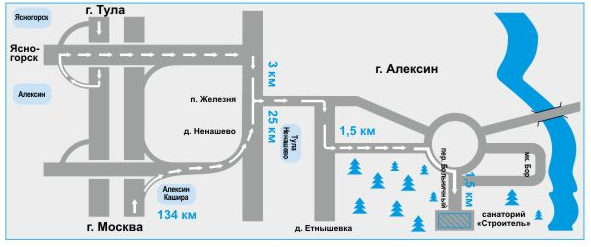 Ясногорск
г. Тула
Ясно-
горск
Алексин
3 км
г. Алексин
п. Железня
25 км
д. Ненашево
Тула
Ненашево
1,5 км
пер. Больничный
мк. Бор
1,5 км
Алексин
Кашира
134 км
г. Москва
д. Етнышевка
санаторий
«Строитель»